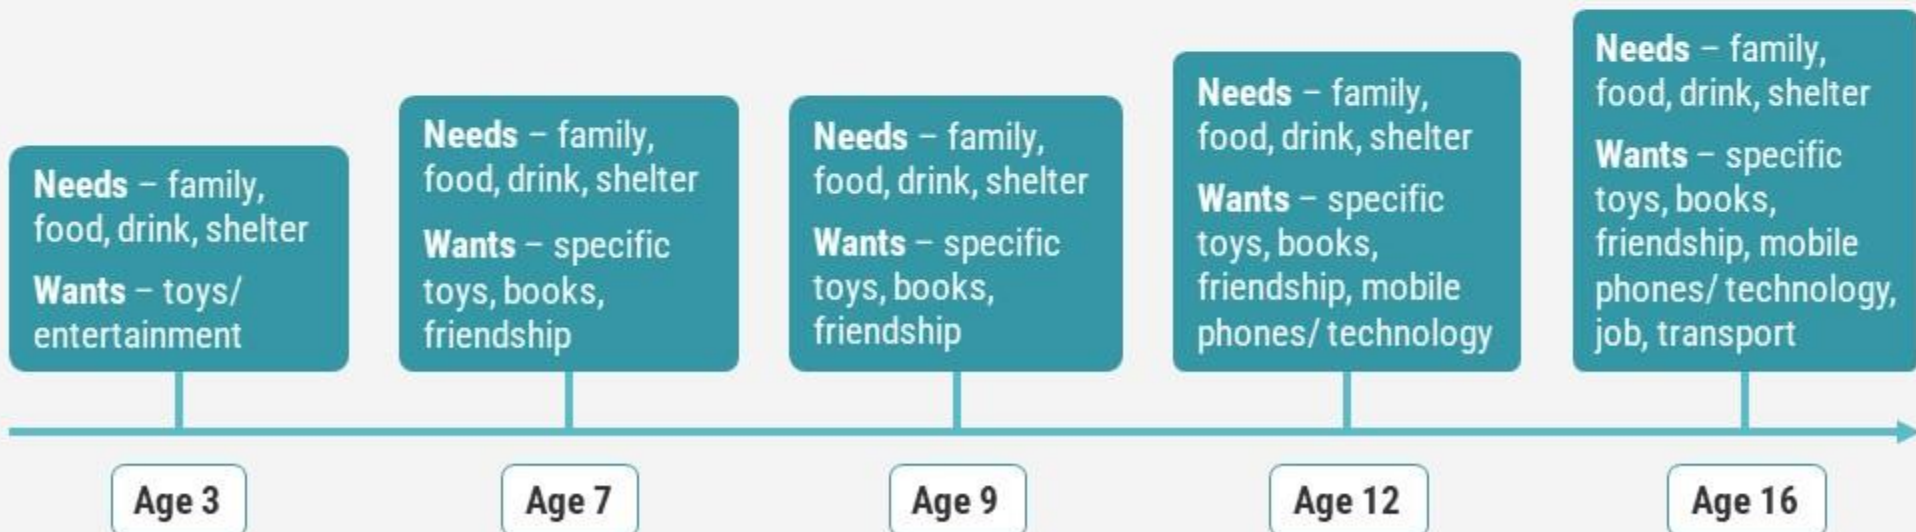 Needs – family,
food, drink, shelter
Wants – toys/
entertainment
Needs – family,
food, drink, shelter
Wants – specific
toys, books,
friendship
Needs – family,
food, drink, shelter
Wants – specific
toys, books,
friendship
Needs – family,
food, drink, shelter
Wants – specific
toys, books,
friendship, mobile
phones/ technology
Needs – family,
food, drink, shelter
Wants – specific
toys, books,
friendship, mobile
phones/ technology,
job, transport
Age 3
Age 7
Age 9
Age 12
Age 16